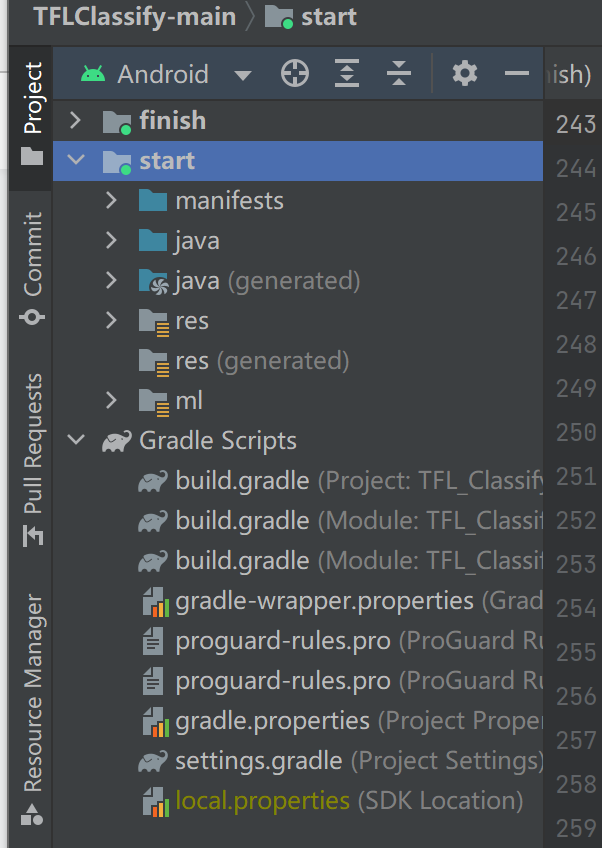 TFLClassify-main start
Android
ish)
finish
start
manifests
java
java (generated)
res
res (generated)
ml
Gradle Scripts
build.gradle (Project: TFL_Classify
build.gradle (Module: TFL_Classif
build.gradle (Module: TFL_Classif
gradle-wrapper.properties (Grad
proguard-rules.pro (ProGuard Ru
proguard-rules.pro (ProGuard Ru
gradle.properties (Project Proper
settings.gradle (Project Settings)
local.properties (SDK Location)
Project
Commit
Pull Requests
Resource Manager
243
244
245
246
247
248
249
250
251
252
253
254
255
256
257
258
259